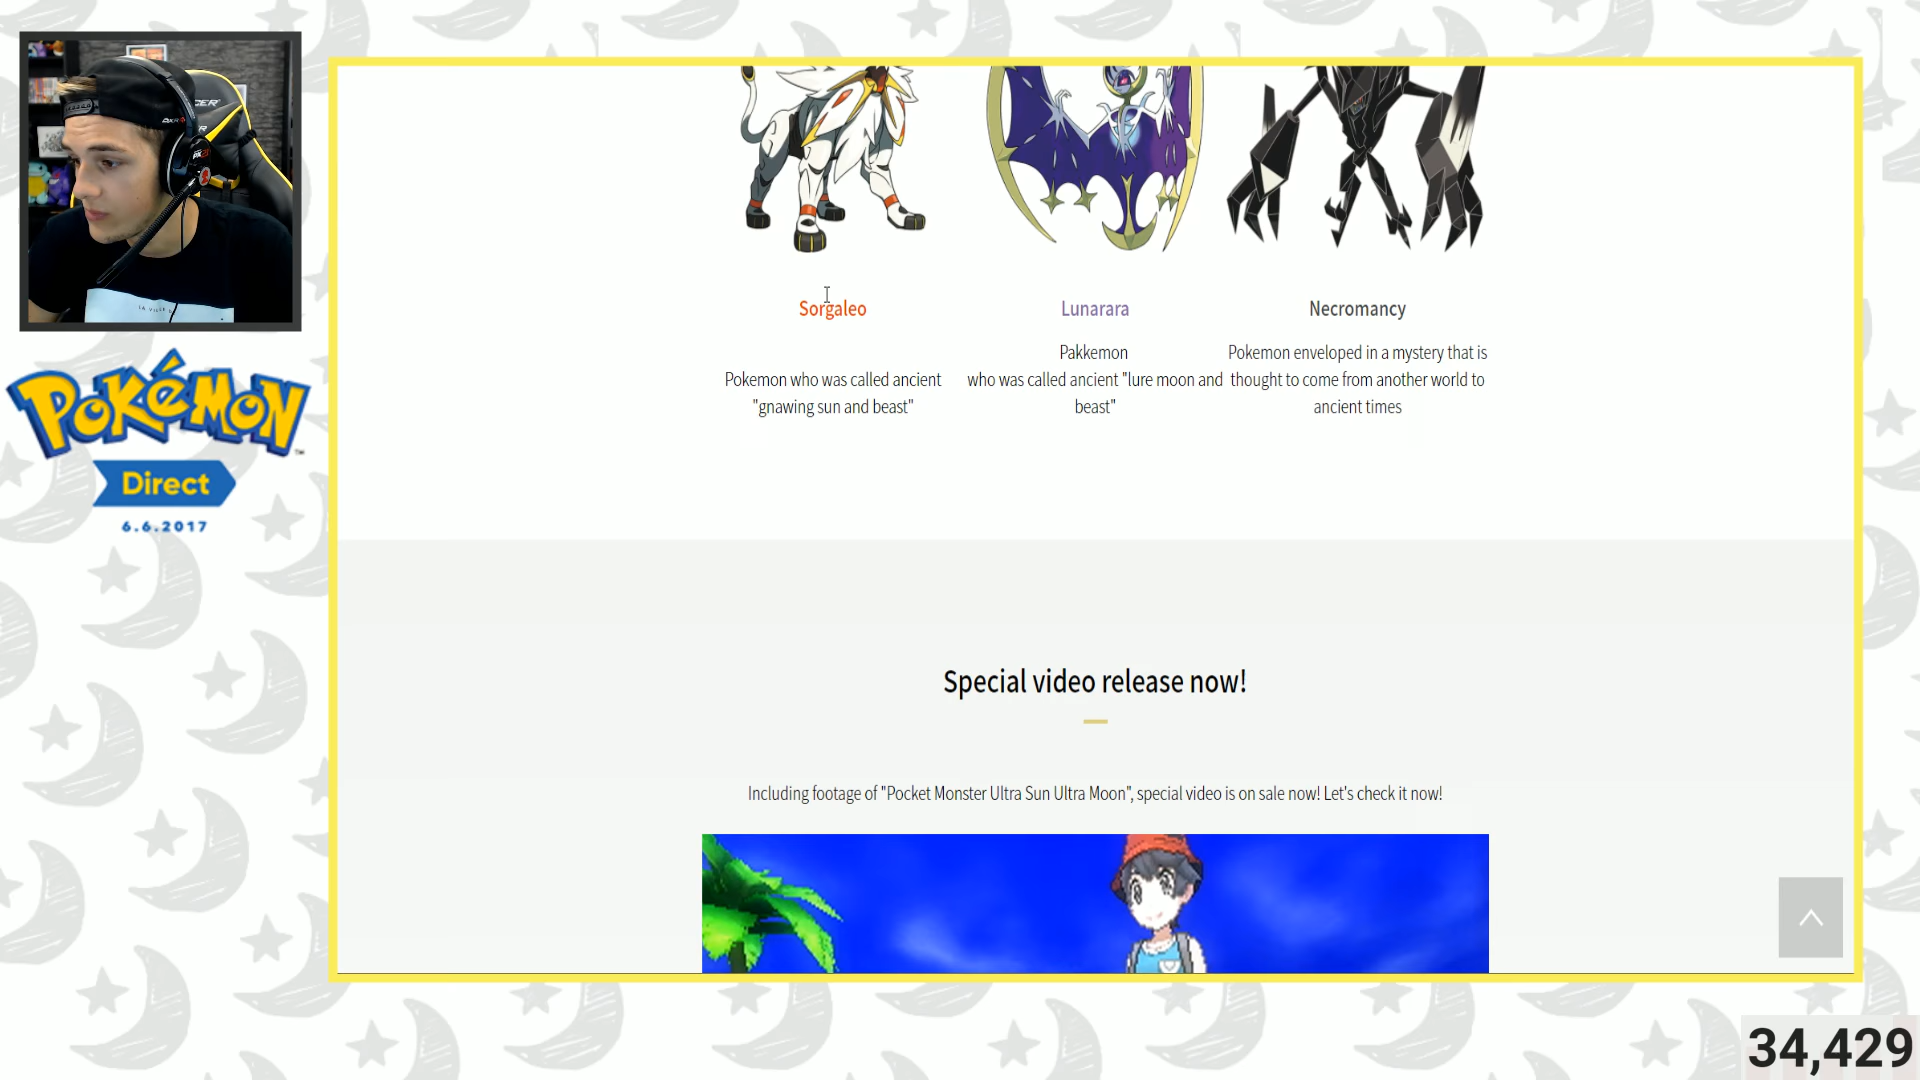 POKéMON
TM
Direct
6.6.2017
Sorgaleo
Lunarara
Necromancy
Pokemon who was called ancient
"gnawing sun and beast"
Pakkemon
who was called ancient "lure moon and
beast"
Pokemon enveloped in a mystery that is
thought to come from another world to
ancient times
Special video release now!
Including footage of "Pocket Monster Ultra Sun Ultra Moon", special video is on sale now! Let's check it now!
34,429